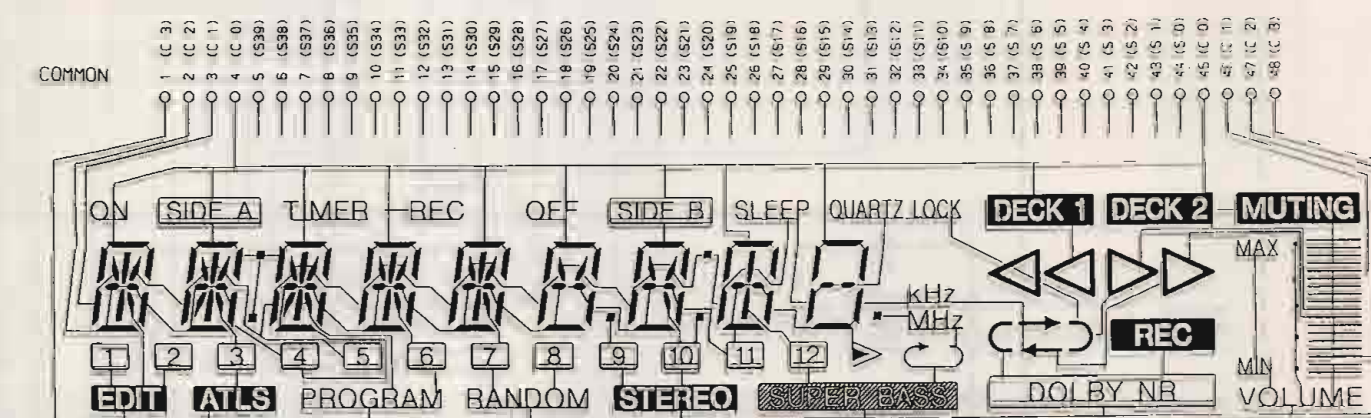 COMMON
1 (C 3)
2 (C 2)
3 (C 1)
4 (C 0)
5 (S39)
6 (S38)
7 (S37)
8 (S36)
9 (S35)
10 (S34)
11 (S33)
12 (S32)
13 (S31)
14 (S30)
15 (S29)
16 (S28)
17 (S27)
18 (S26)
19 (S25)
20 (S24)
21 (S23)
22 (S22)
23 (S21)
24 (S20)
25 (S19)
26 (S18)
27 (S17)
28 (S16)
29 (S15)
30 (S14)
31 (S13)
32 (S12)
33 (S11)
34 (S10)
35 (S 9)
36 (S 8)
37 (S 7)
38 (S 6)
39 (S 5)
40 (S 4)
41 (S 3)
42 (S 2)
43 (S 1)
44 (S 0)
45 (C 0)
46 (C 1)
47 (C 2)
48 (C 3)
ON SIDE A TIMER REC OFF SIDE B SLEEP QUARTZ LOCK DECK 1 DECK 2 MUTING
MAX
kHz
MHz
REC
1 2 3 4 5 6 7 8 9 10 11 12
MIN
EDIT ATLS PROGRAM RANDOM STEREO SUPER BASS DOLBY NR VOLUME